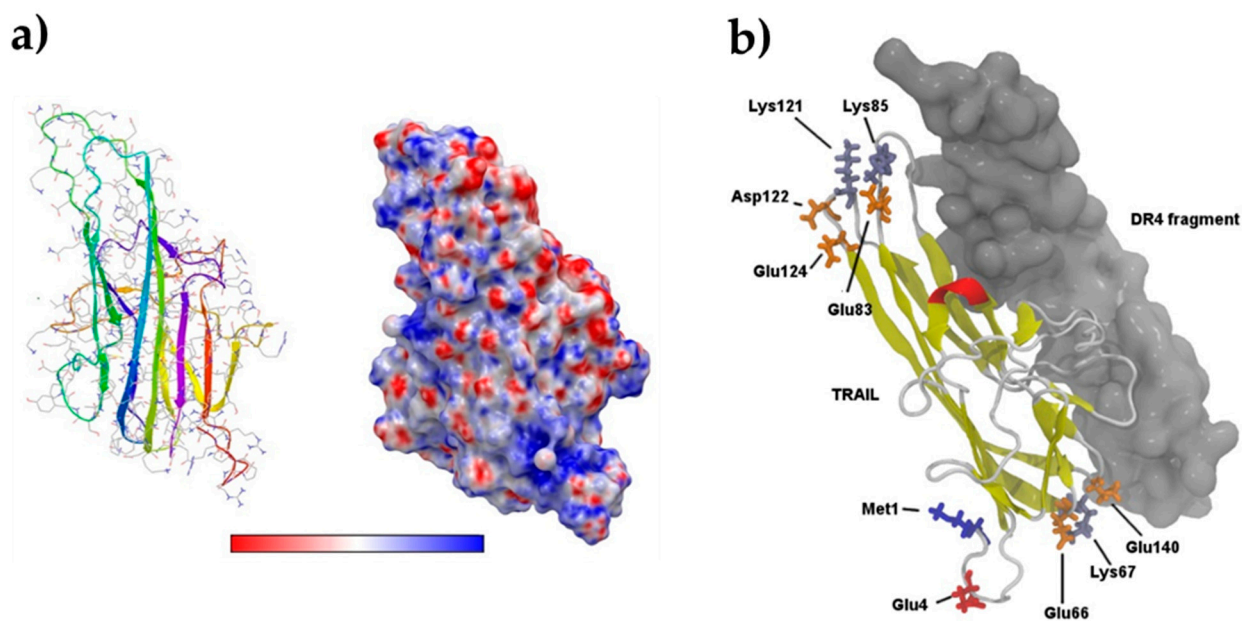 a)
b)
Lys121
Lys85
Asp122
DR4 fragment
Glu124
Glu83
TRAIL
Met1
Glu140
Lys67
Glu4
Glu66